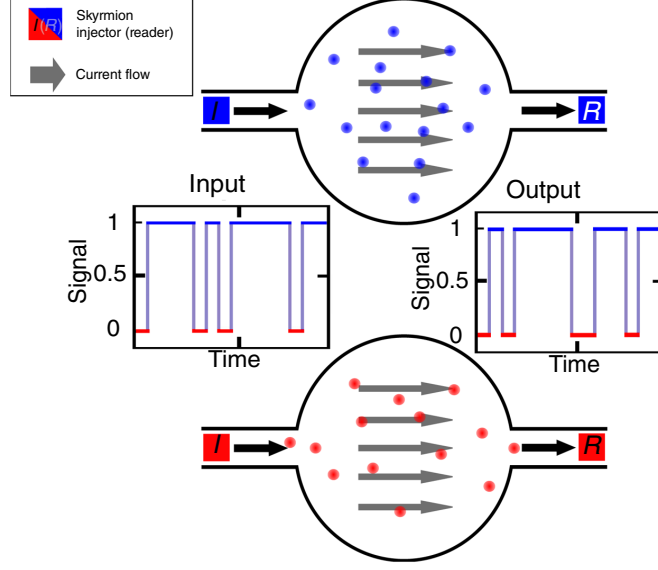 I(R)
Skyrmion
injector (reader)
Current flow
I
R
Input
Output
1
0.5
0
Signal
Time
1
0.5
0
Signal
Time
I
R